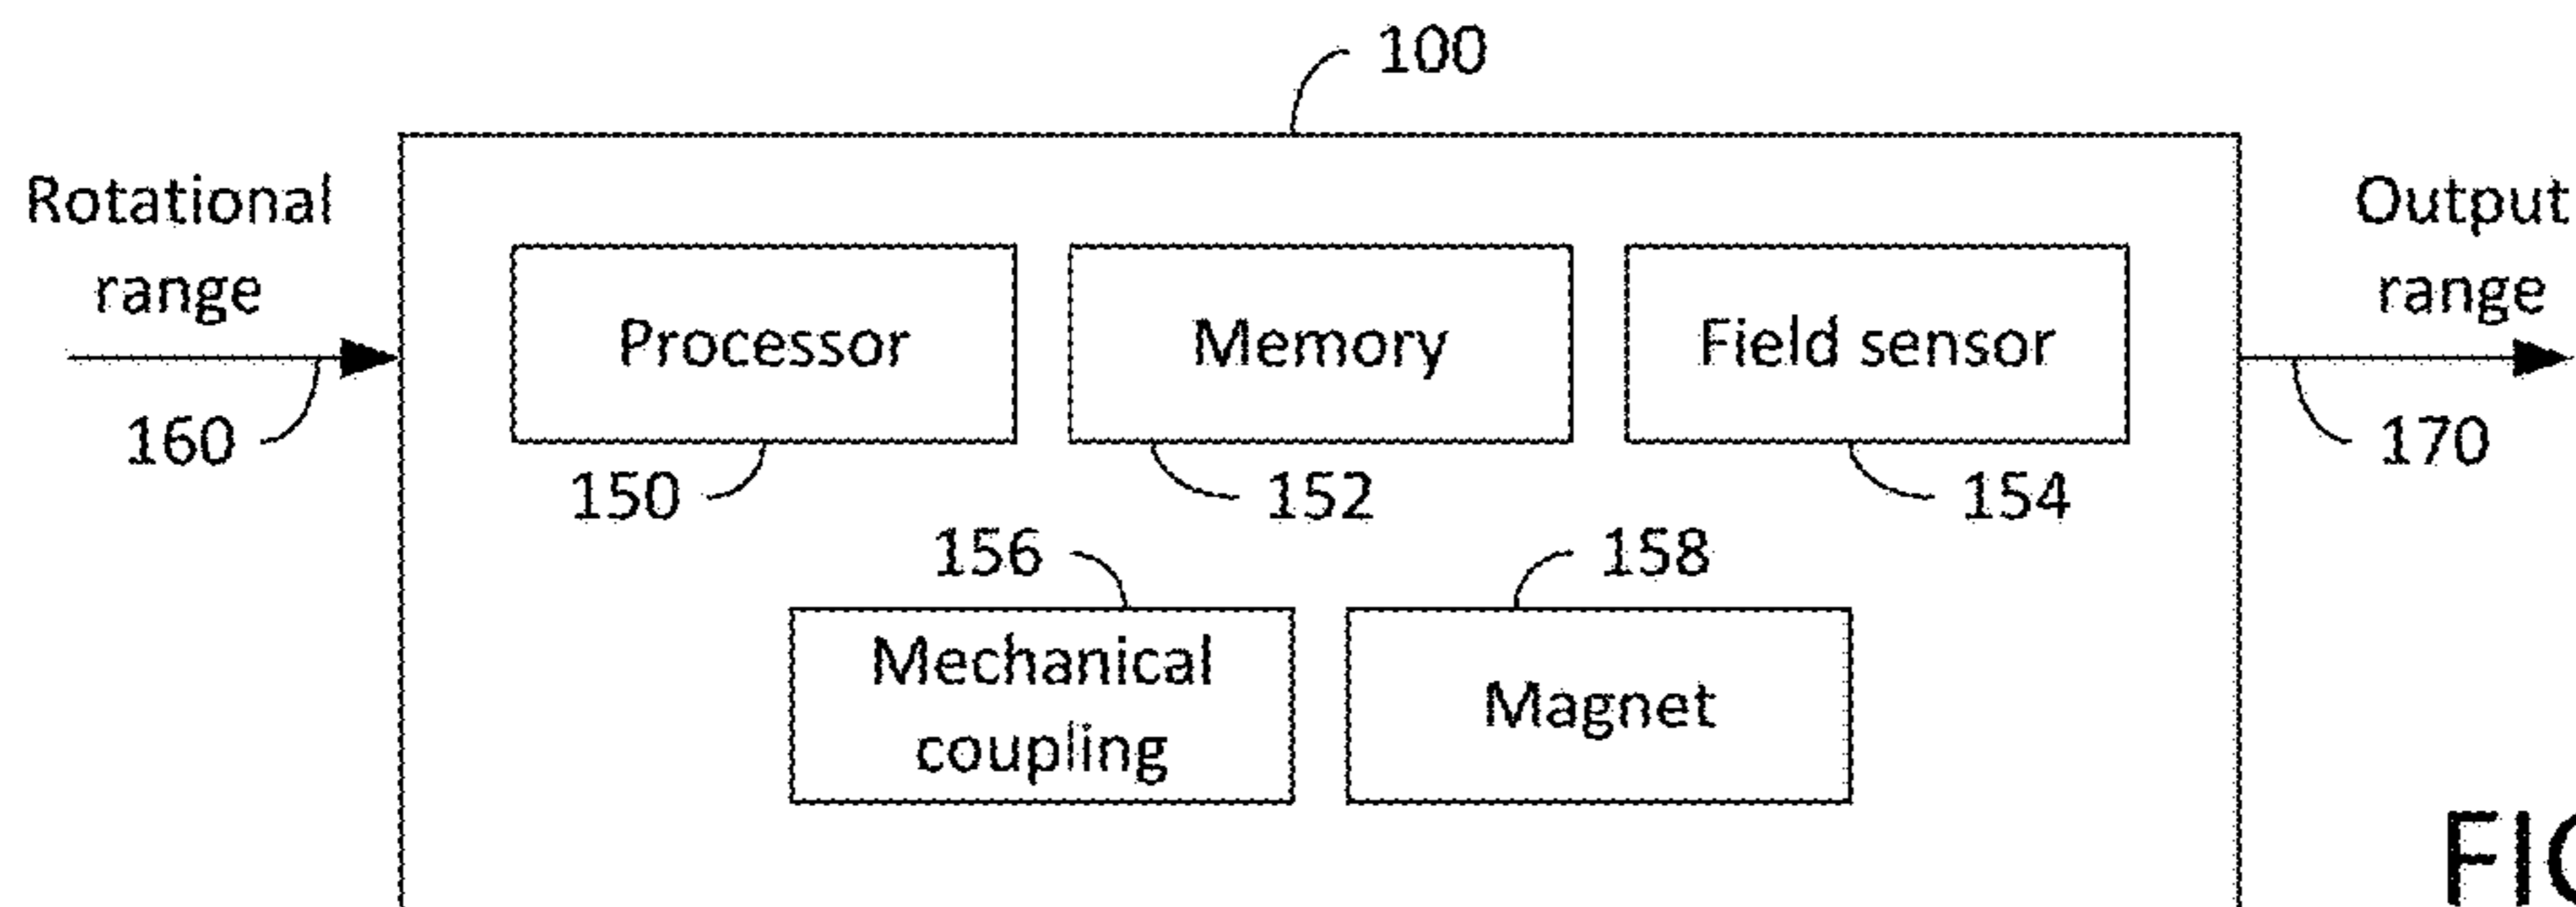 100
Rotational
range
Output
range
Processor
Memory
Field sensor
160
170
150
152
154
156
158
Mechanical
coupling
Magnet